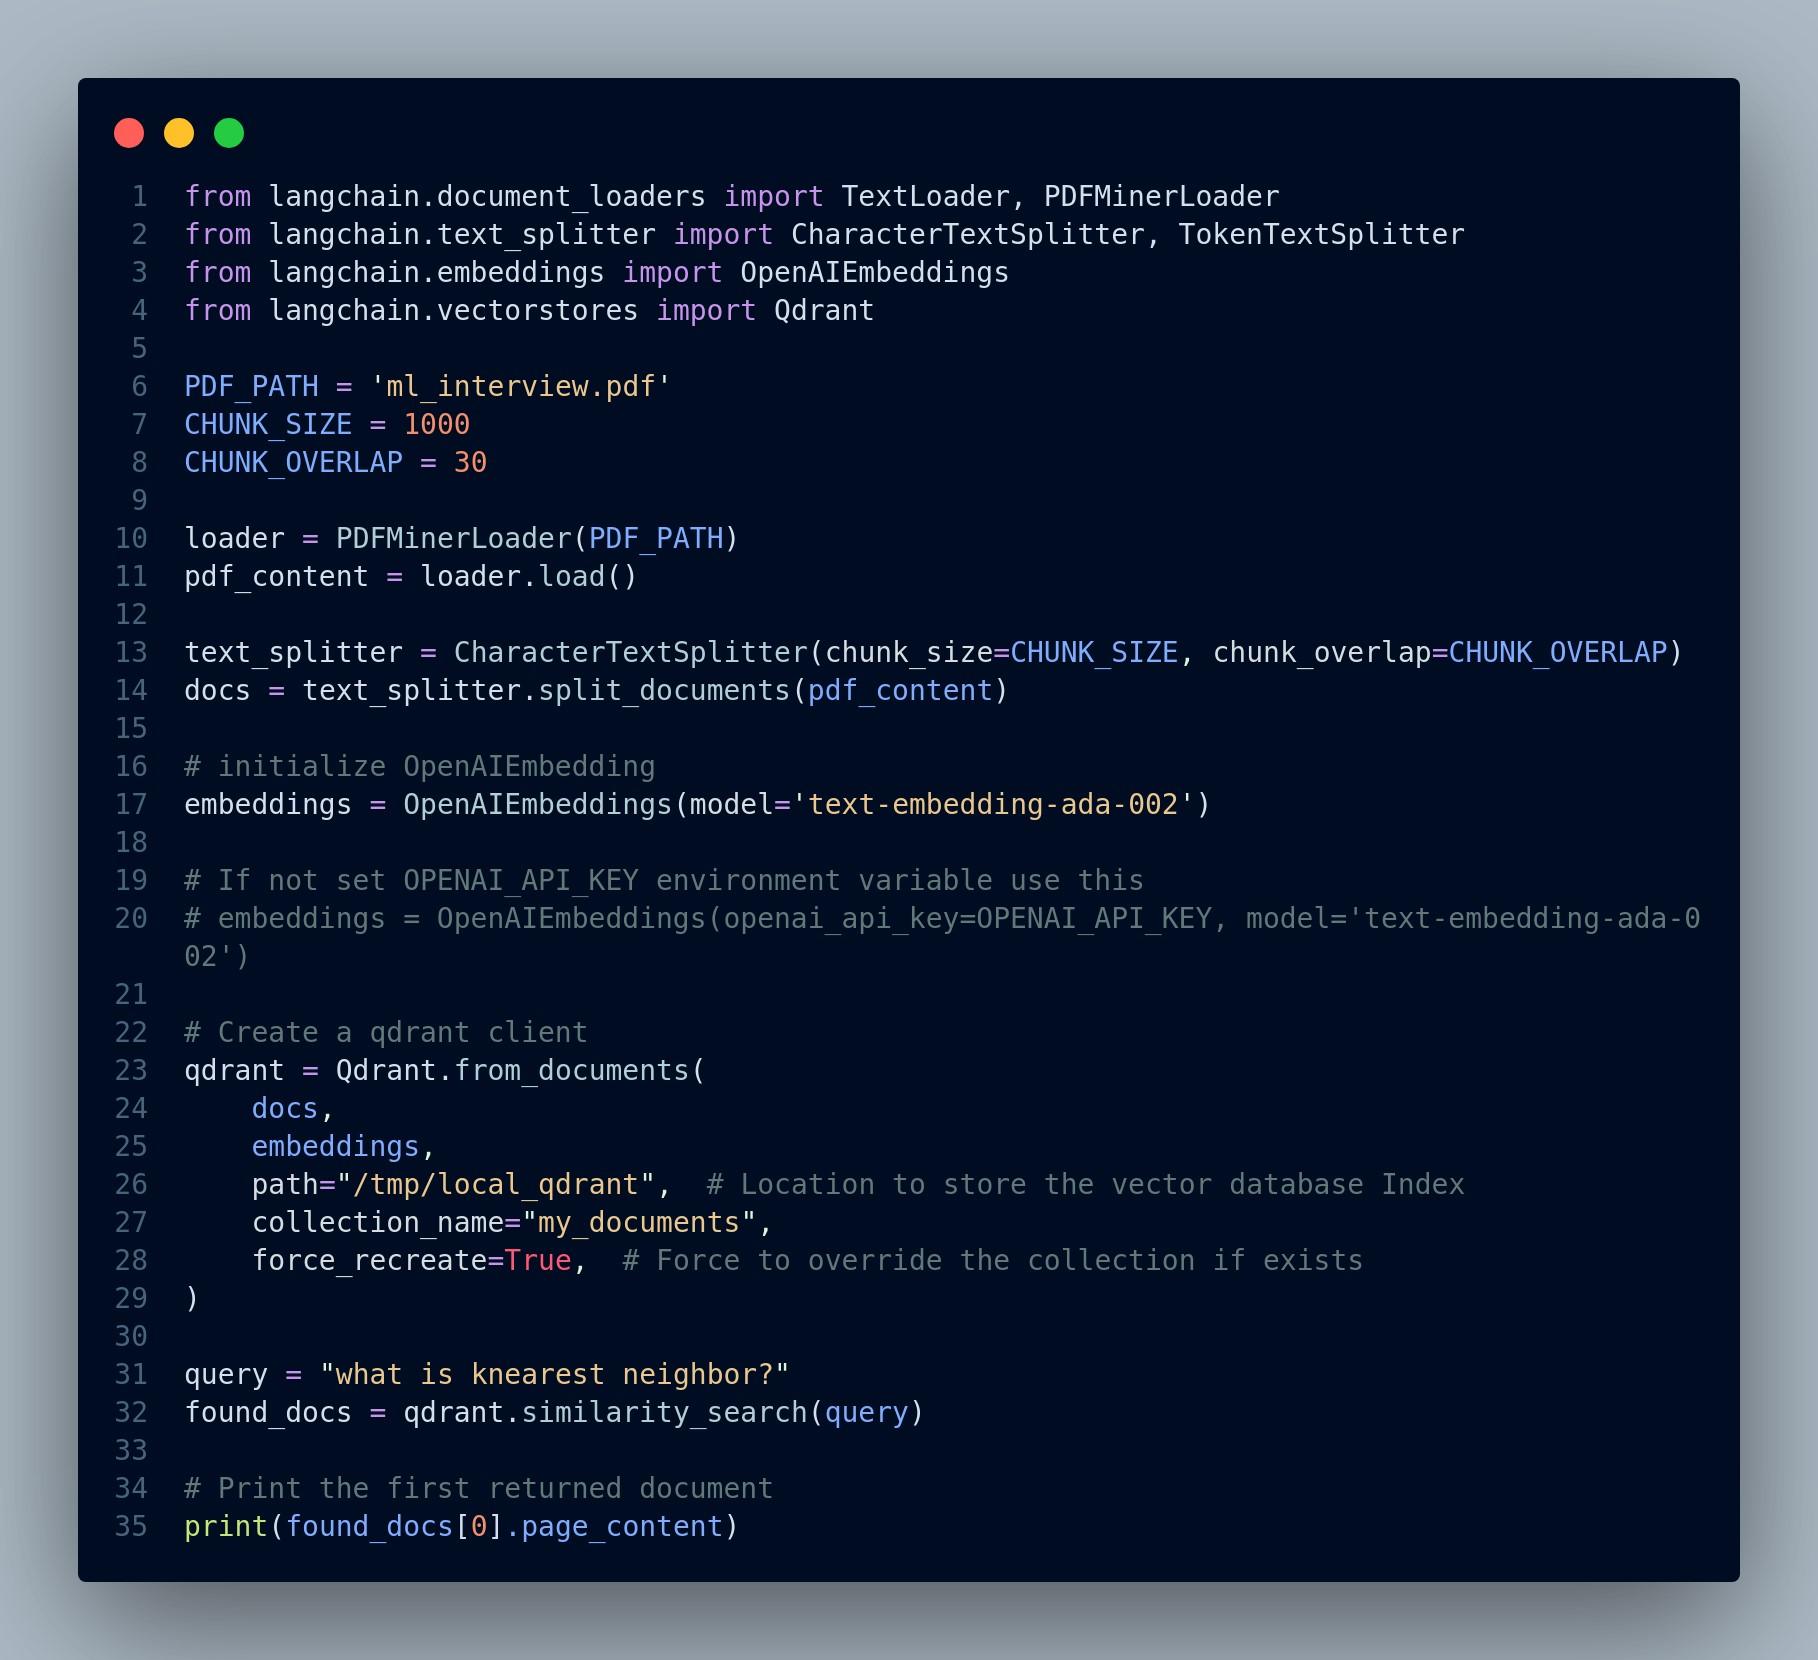 1 from langchain.document_loaders import TextLoader, PDFMinerLoader
2 from langchain.text_splitter import CharacterTextSplitter, TokenTextSplitter
3 from langchain.embeddings import OpenAIEmbeddings
4 from langchain.vectorstores import Qdrant
5
6 PDF_PATH = 'ml_interview.pdf'
7 CHUNK_SIZE = 1000
8 CHUNK_OVERLAP = 30
9
10 loader = PDFMinerLoader(PDF_PATH)
11 pdf_content = loader.load()
12
13 text_splitter = CharacterTextSplitter(chunk_size=CHUNK_SIZE, chunk_overlap=CHUNK_OVERLAP)
14 docs = text_splitter.split_documents(pdf_content)
15
16 # initialize OpenAIEmbedding
17 embeddings = OpenAIEmbeddings(model='text-embedding-ada-002')
18
19 # If not set OPENAI_API_KEY environment variable use this
20 # embeddings = OpenAIEmbeddings(openai_api_key=OPENAI_API_KEY, model='text-embedding-ada-0
02')
21
22 # Create a qdrant client
23 qdrant = Qdrant.from_documents(
24     docs,
25     embeddings,
26     path="/tmp/local_qdrant",  # Location to store the vector database Index
27     collection_name="my_documents",
28     force_recreate=True,  # Force to override the collection if exists
29 )
30
31 query = "what is knearest neighbor?"
32 found_docs = qdrant.similarity_search(query)
33
34 # Print the first returned document
35 print(found_docs[0].page_content)